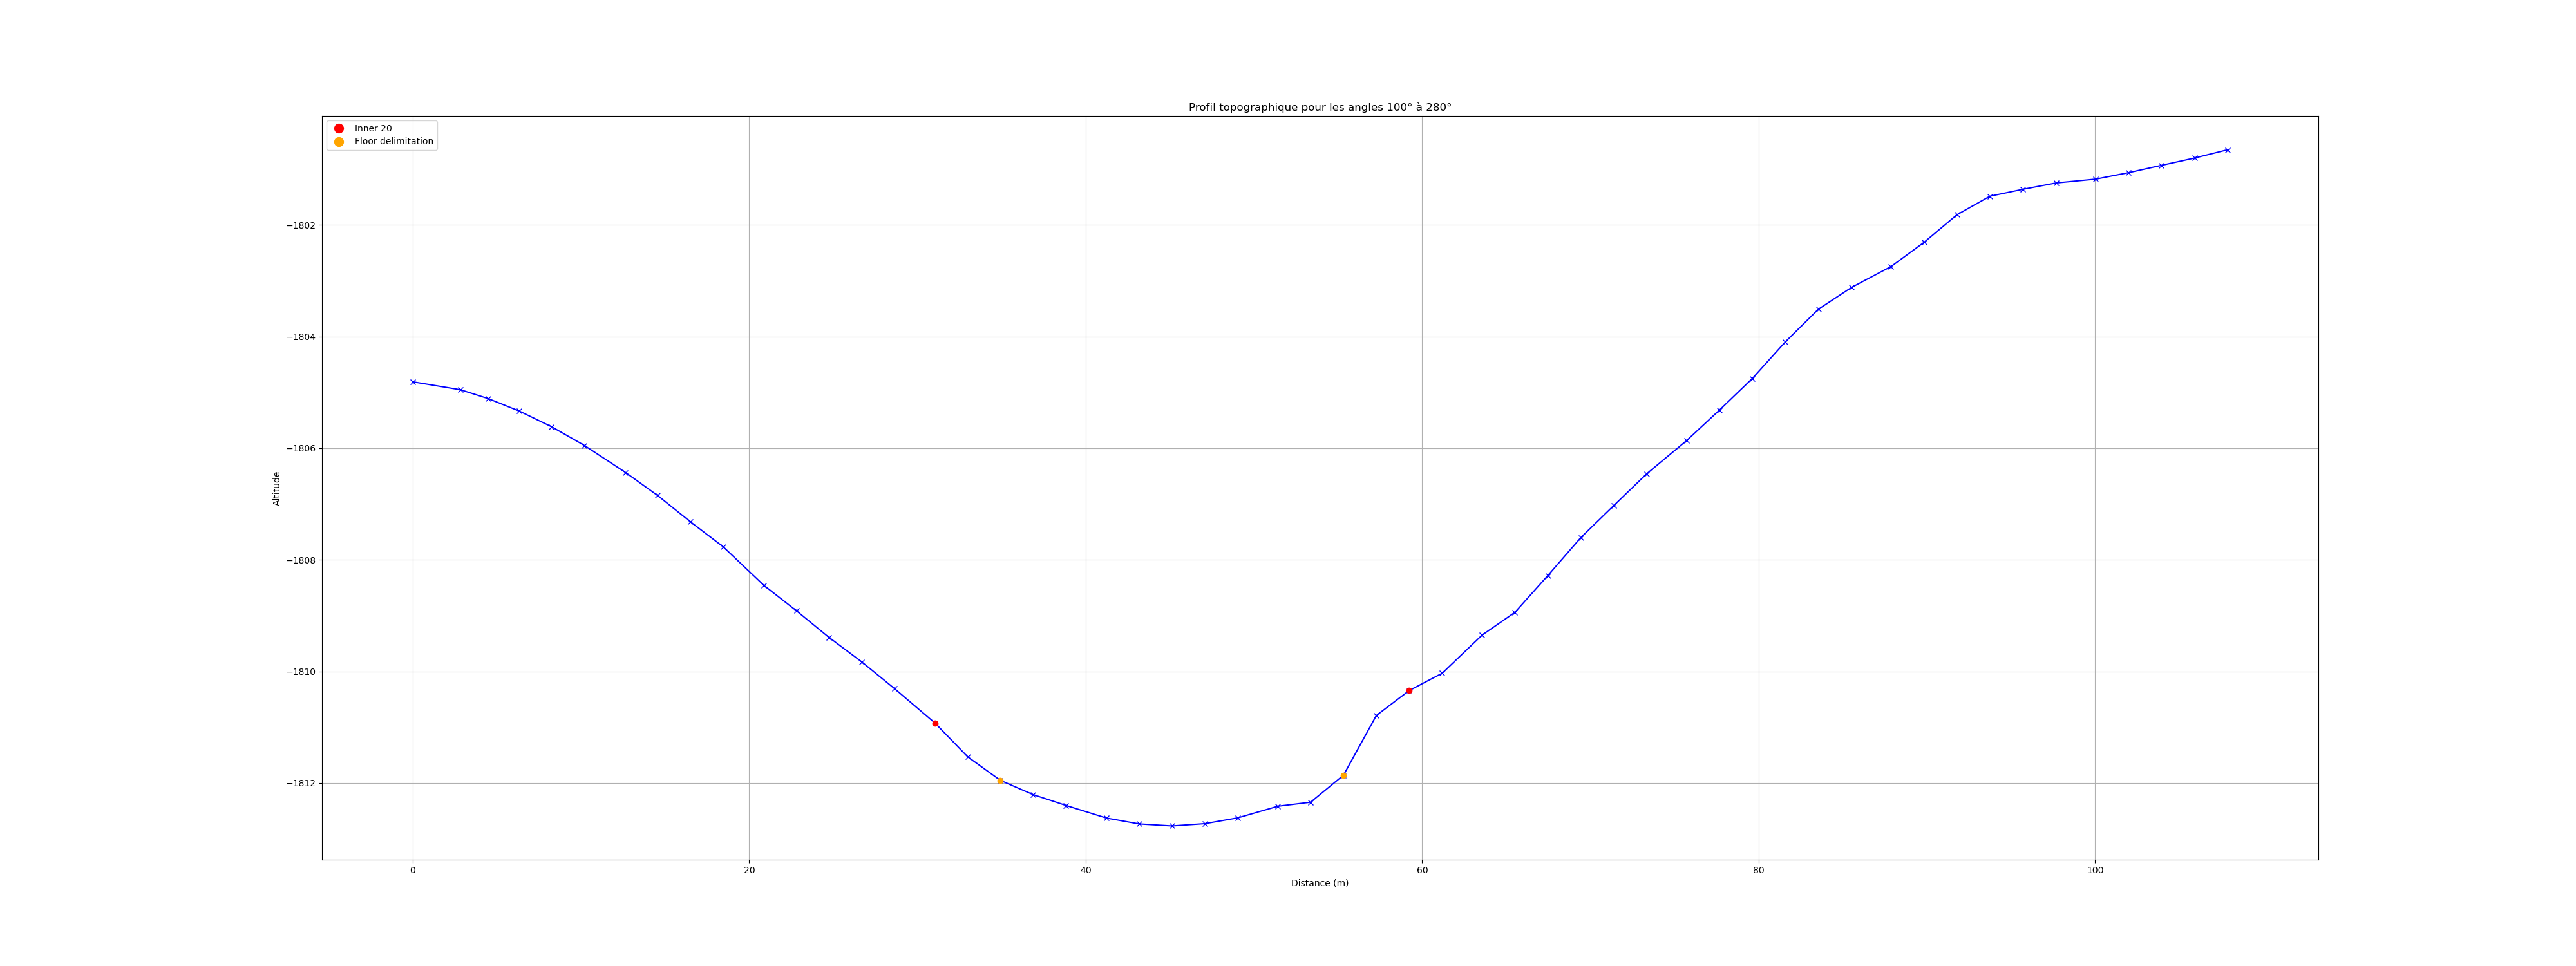 Profil topographique pour les angles 100° à 280°
Inner 20
Floor delimitation
−1802
−1804
−1806
−1808
−1810
−1812
Altitude
0 20 40 60 80 100
Distance (m)